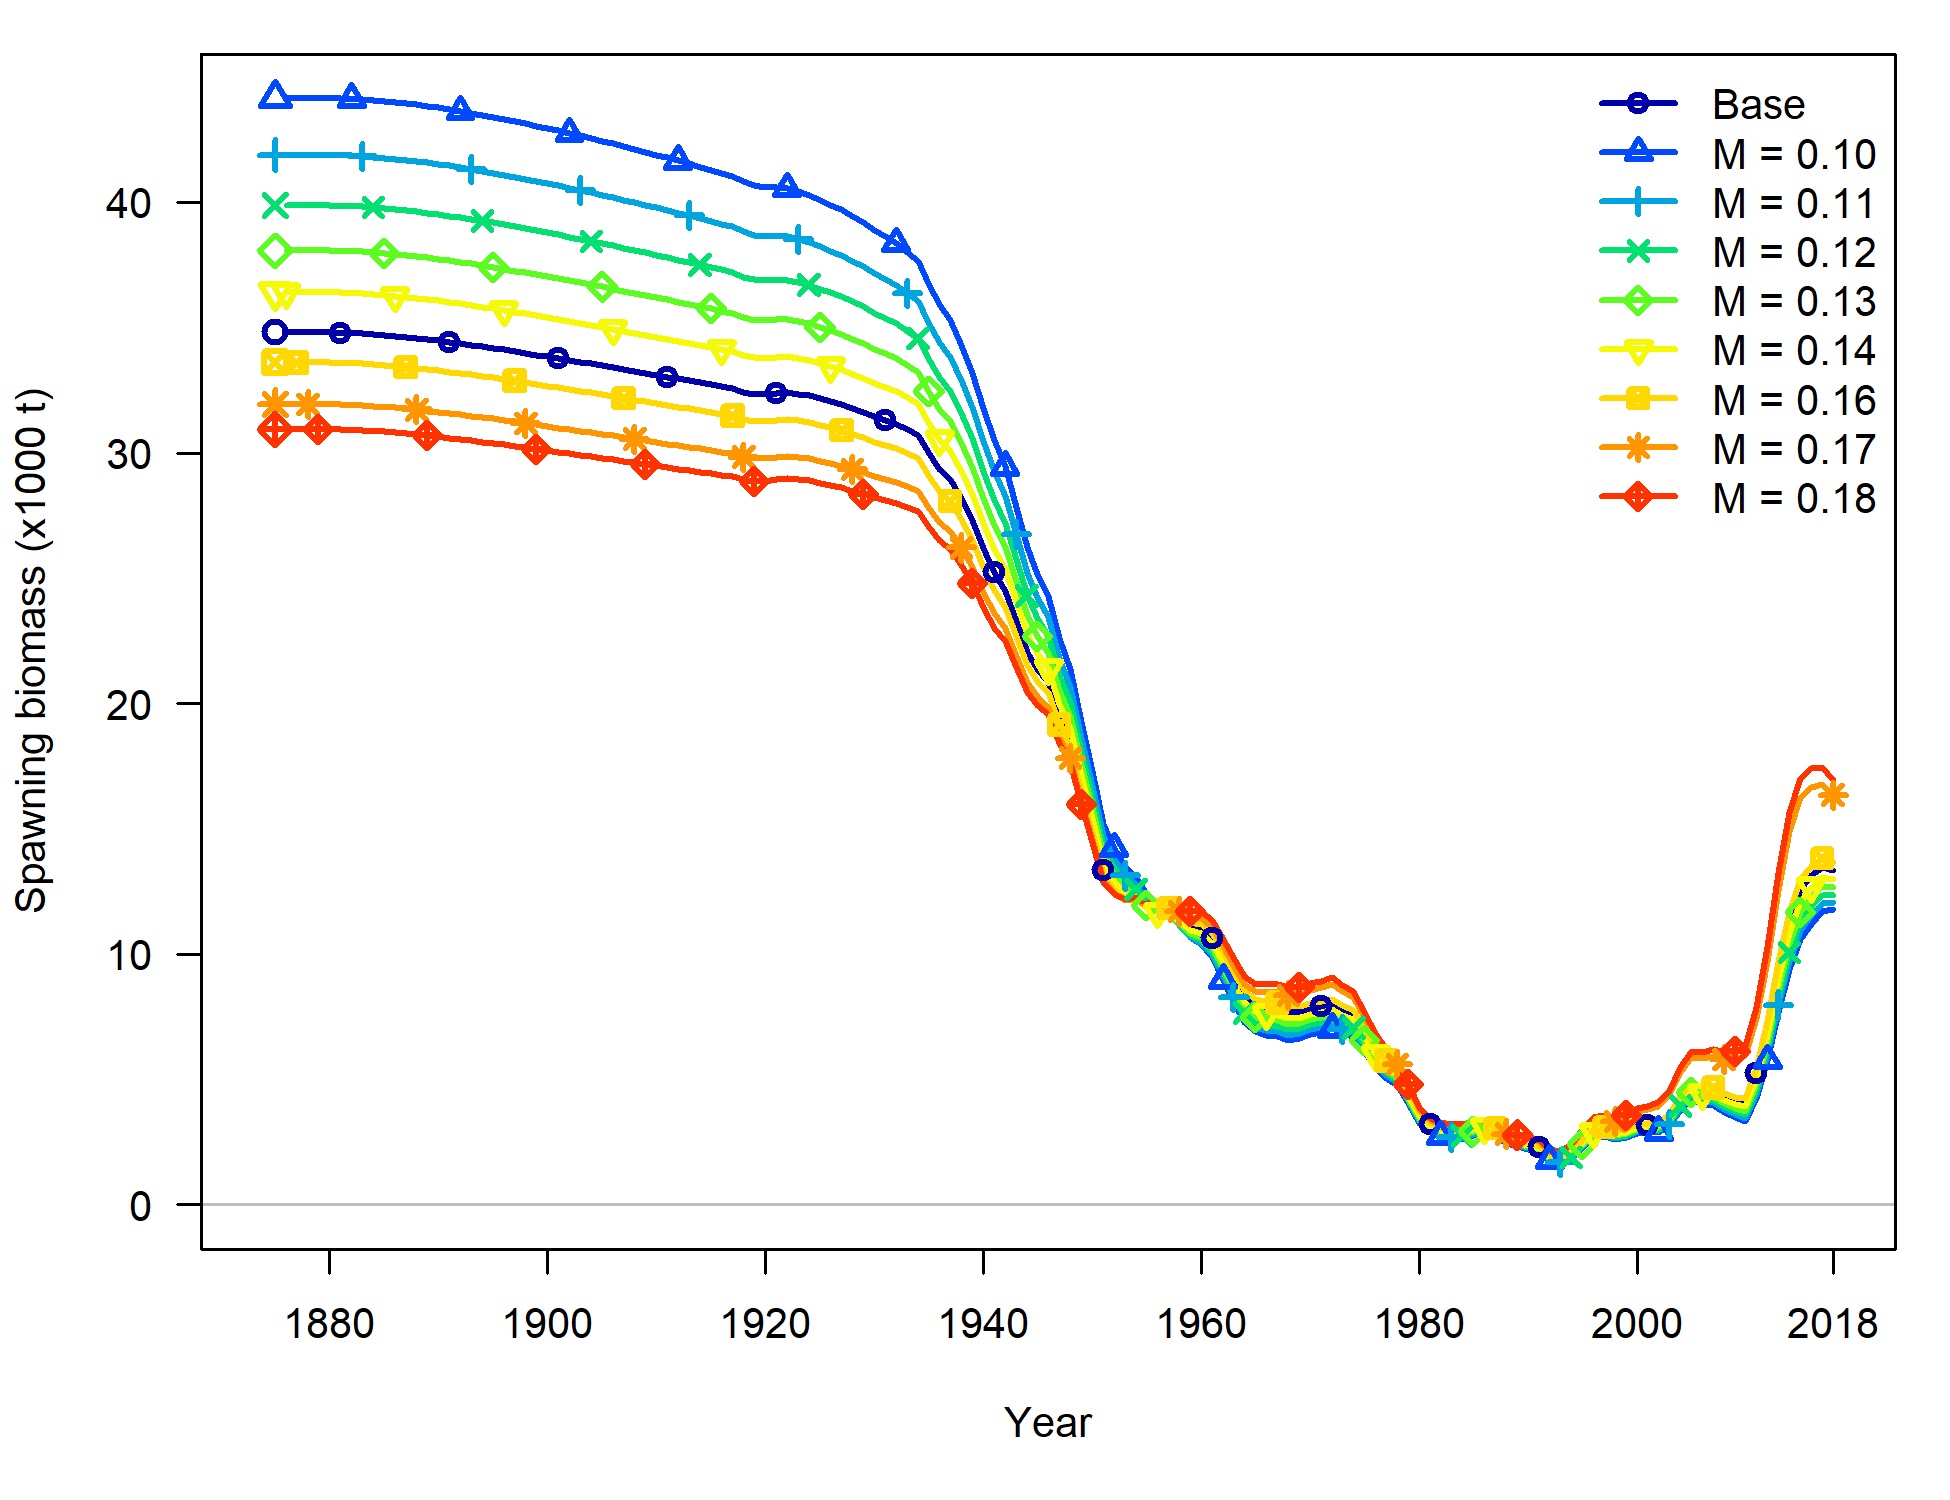 Base
M = 0.10
M = 0.11
M = 0.12
M = 0.13
M = 0.14
M = 0.16
M = 0.17
M = 0.18
40
30
20
10
0
Spawning biomass (x1000 t)
1880 1900 1920 1940 1960 1980 2000 2018
Year